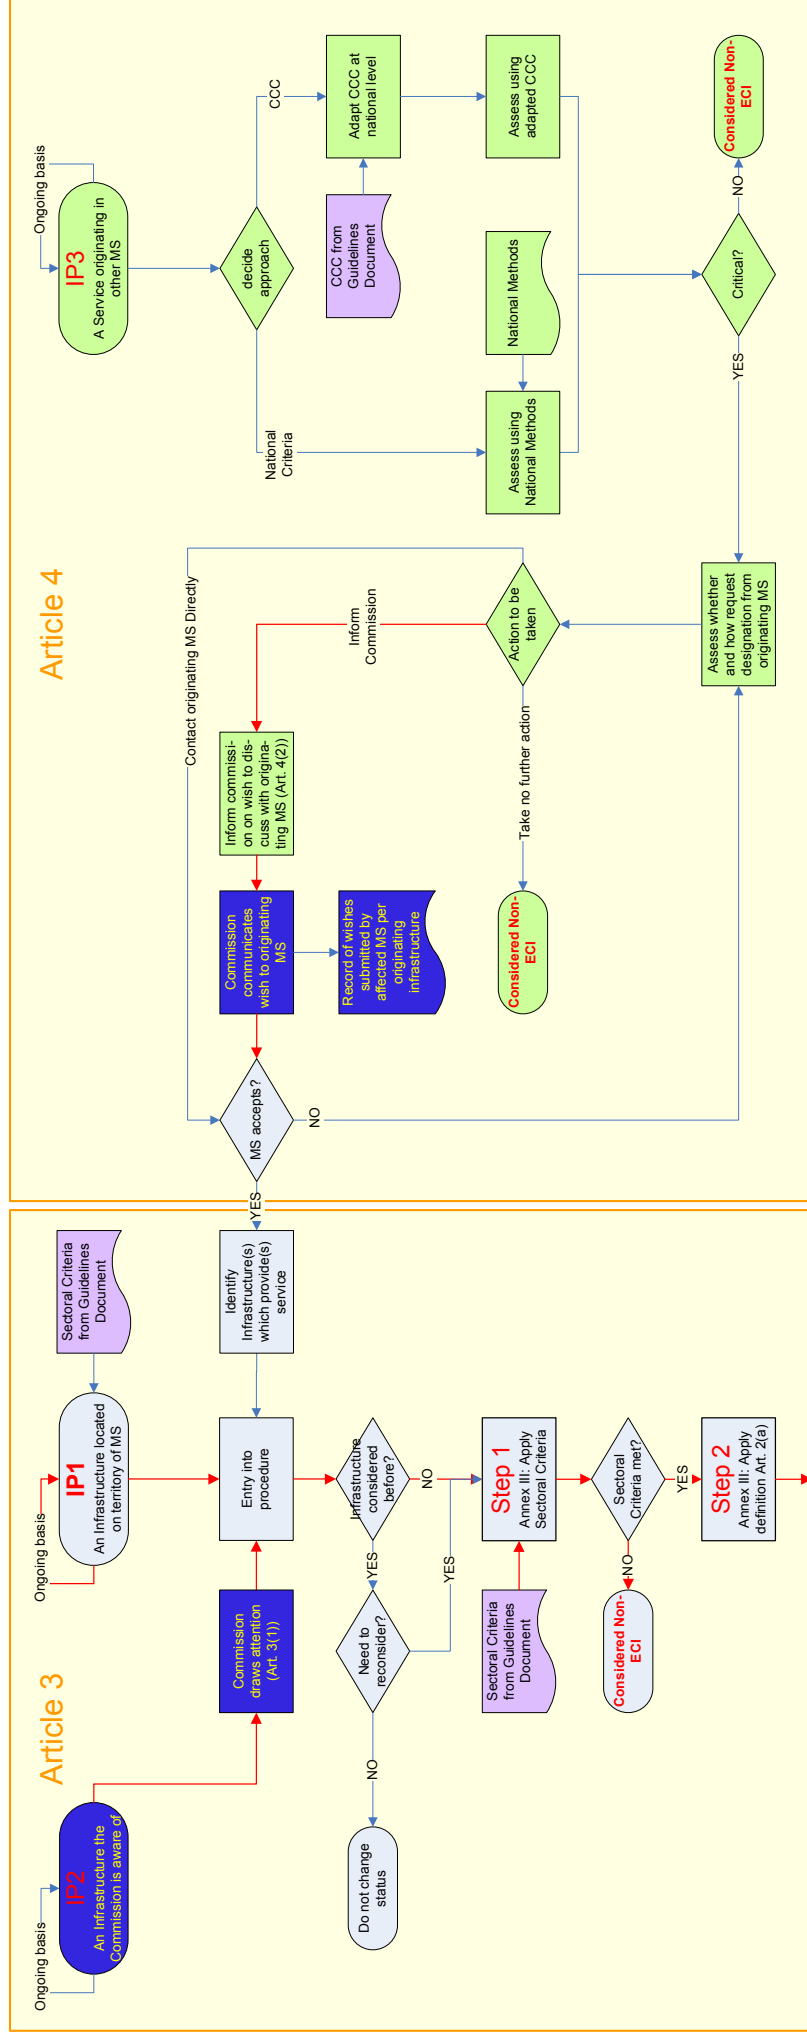 Article 3
Ongoing basis
IP2
An Infrastructure the
Commission is aware of
Ongoing basis
IP1
An Infrastructure located
on territory of MS
Sectoral Criteria
from Guidelines
Document
Commission
draws attention
(Art. 3(1))
Entry into
procedure
Identify
Infrastructure(s)
which provide(s)
service
Do not change
status
NO
Need to
reconsider?
YES
Infrastructure
considered
before?
NO
YES
Sectoral Criteria
from Guidelines
Document
Step 1
Annex III: Apply
Sectoral Criteria
Considered Non-
ECI
NO
Sectoral
Criteria met?
YES
Step 2
Annex III: Apply
definition Art. 2(a)
Article 4
YES
MS accepts?
NO
Contact originating MS Directly
Commission
communicates
wish to originating
MS
Inform commissi-
on on wish to dis-
cuss with origina-
ting MS (Art. 4(2))
Record of wishes
submitted by
affected MS per
originating
infrastructure
Inform
Commission
Considered Non-
ECI
Take no further action
Action to be
taken
Assess whether
and how request
designation from
originating MS
Ongoing basis
IP3
A Service originating in
other MS
decide
approach
National
Criteria
CCC
CCC from
Guidelines
Document
Adapt CCC at
national level
Assess using
National Methods
National Methods
Assess using
adapted CCC
YES
Critical?
NO
Considered Non-
ECI